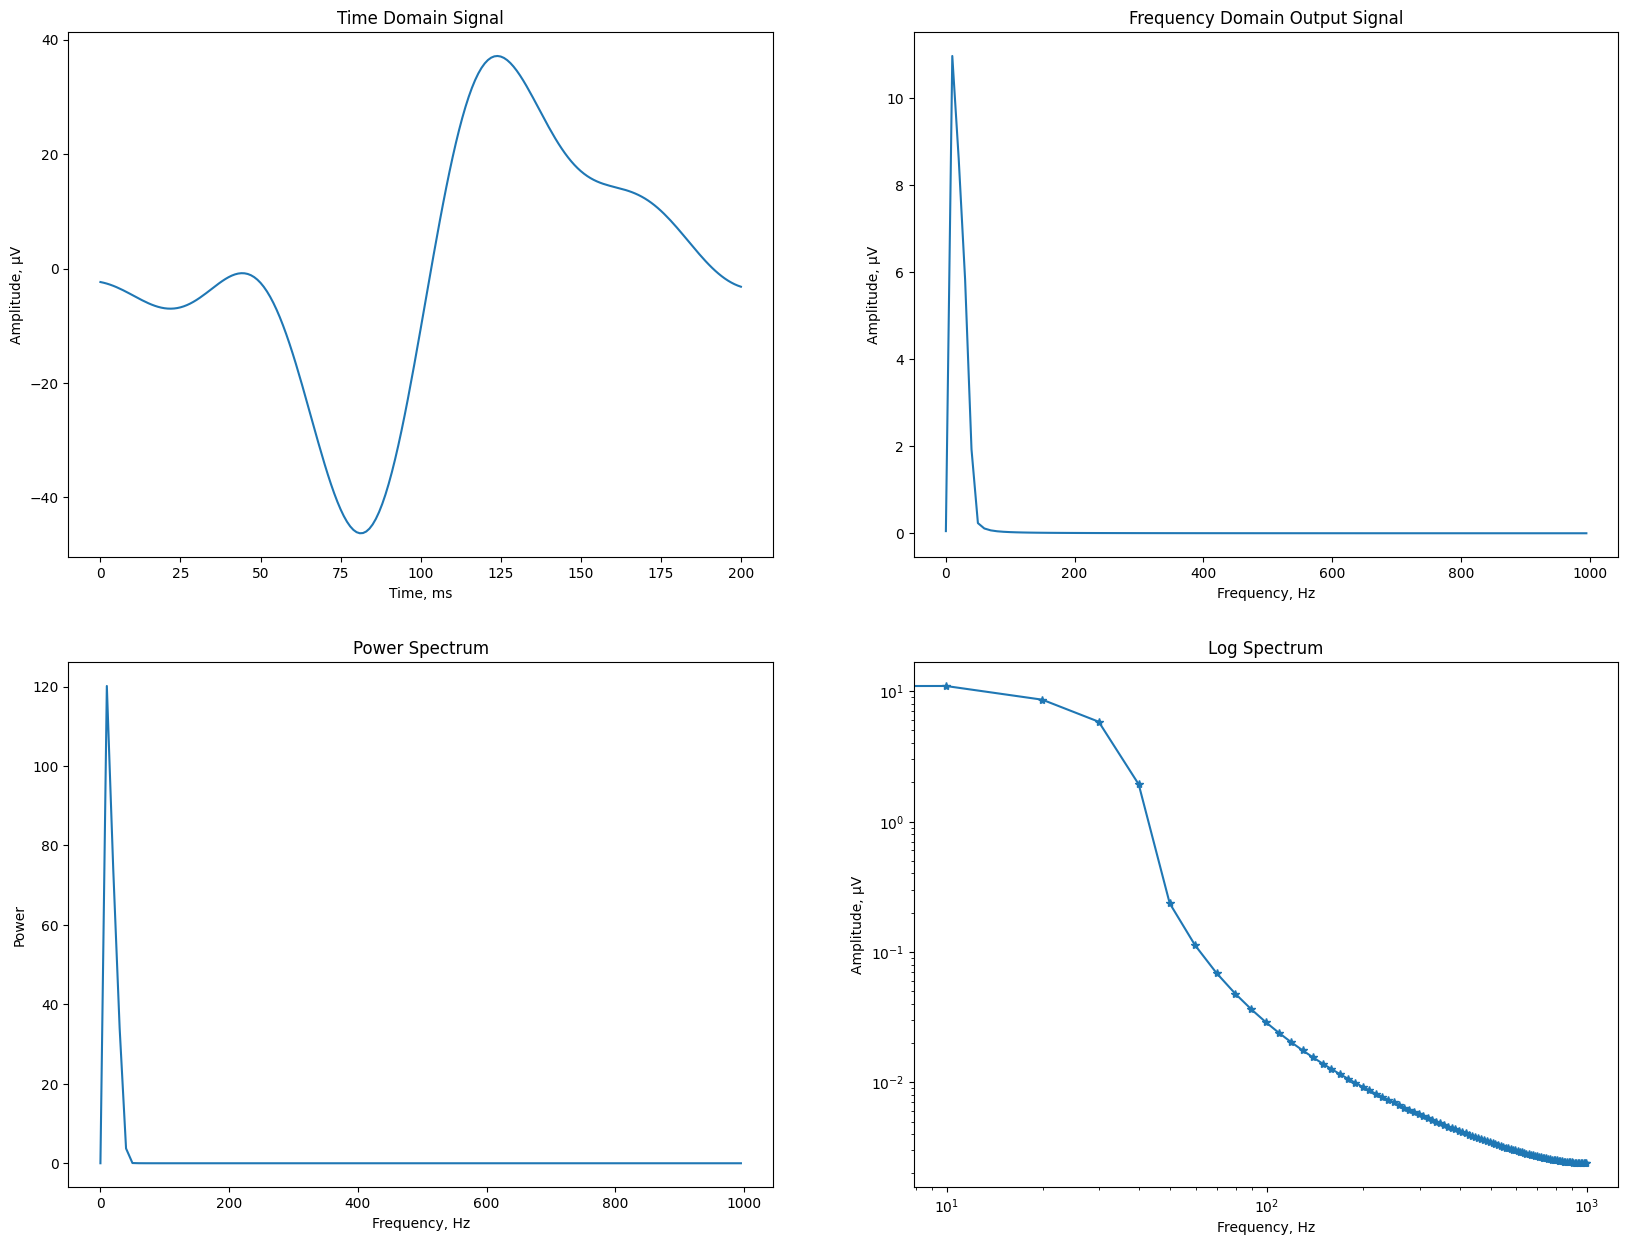 Time Domain Signal
Amplitude, μV
40
20
0
−20
−40
0 25 50 75 100 125 150 175 200
Time, ms
Frequency Domain Output Signal
Amplitude, μV
10
8
6
4
2
0
0 200 400 600 800 1000
Frequency, Hz
Power Spectrum
Power
120
100
80
60
40
20
0
0 200 400 600 800 1000
Frequency, Hz
Log Spectrum
Amplitude, μV
10¹
10⁰
10⁻¹
10⁻²
10¹ 10² 10³
Frequency, Hz